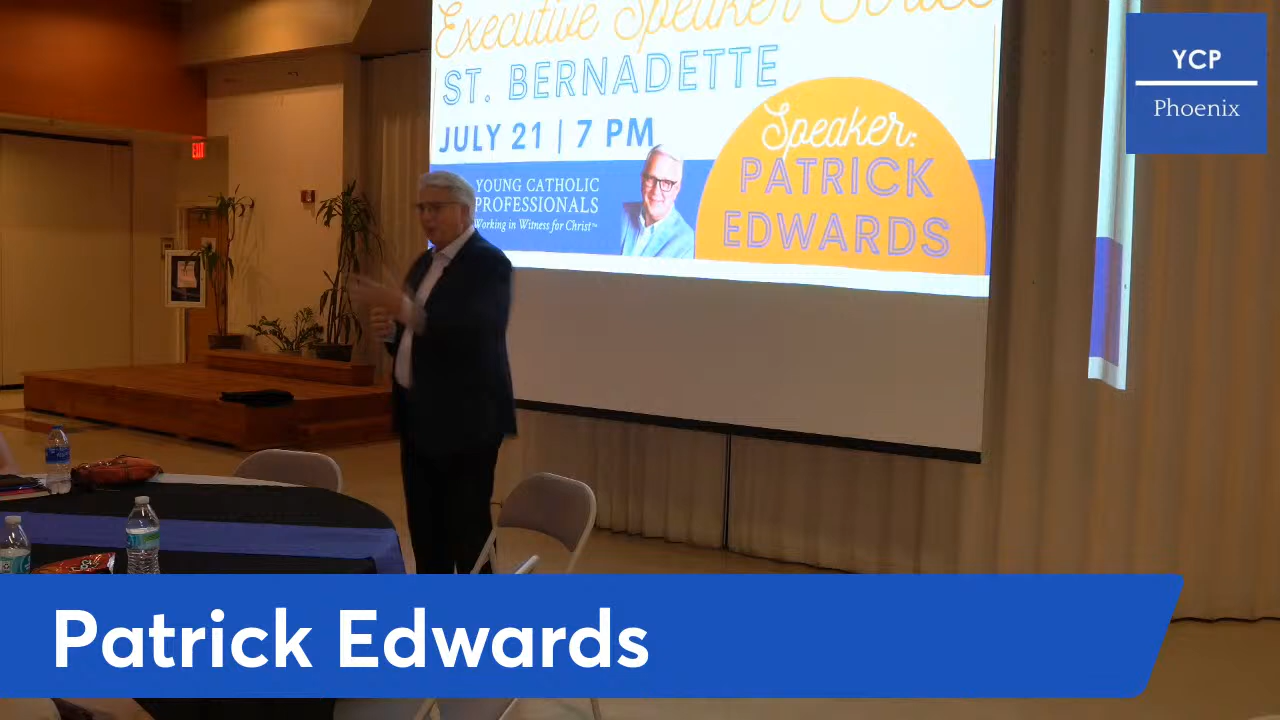 Executive Speaker Series
ST. BERNADETTE
JULY 21 | 7 PM
YOUNG CATHOLIC
PROFESSIONALS
Working in Witness for Christ™
Speaker:
PATRICK
EDWARDS
YCP
Phoenix
EXIT
Patrick Edwards